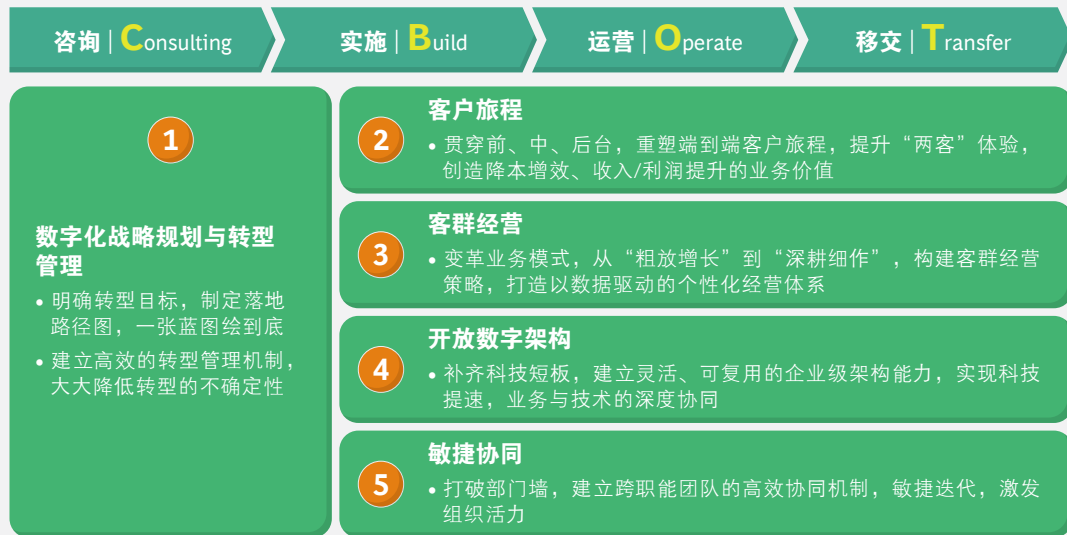 咨询 | Consulting
实施 | Build
运营 | Operate
移交 | Transfer
1
数字化战略规划与转型
管理
• 明确转型目标，制定落地
路径图，一张蓝图绘到底
• 建立高效的转型管理机制，
大大降低转型的不确定性
2
客户旅程
• 贯穿前、中、后台，重塑端到端客户旅程，提升“两客”体验，
创造降本增效、收入/利润提升的业务价值
3
客群经营
• 变革业务模式，从“粗放增长”到“深耕细作”，构建客群经营
策略，打造以数据驱动的个性化经营体系
4
开放数字架构
• 补齐科技短板，建立灵活、可复用的企业级架构能力，实现科技
提速，业务与技术的深度协同
5
敏捷协同
• 打破部门墙，建立跨职能团队的高效协同机制，敏捷迭代，激发
组织活力